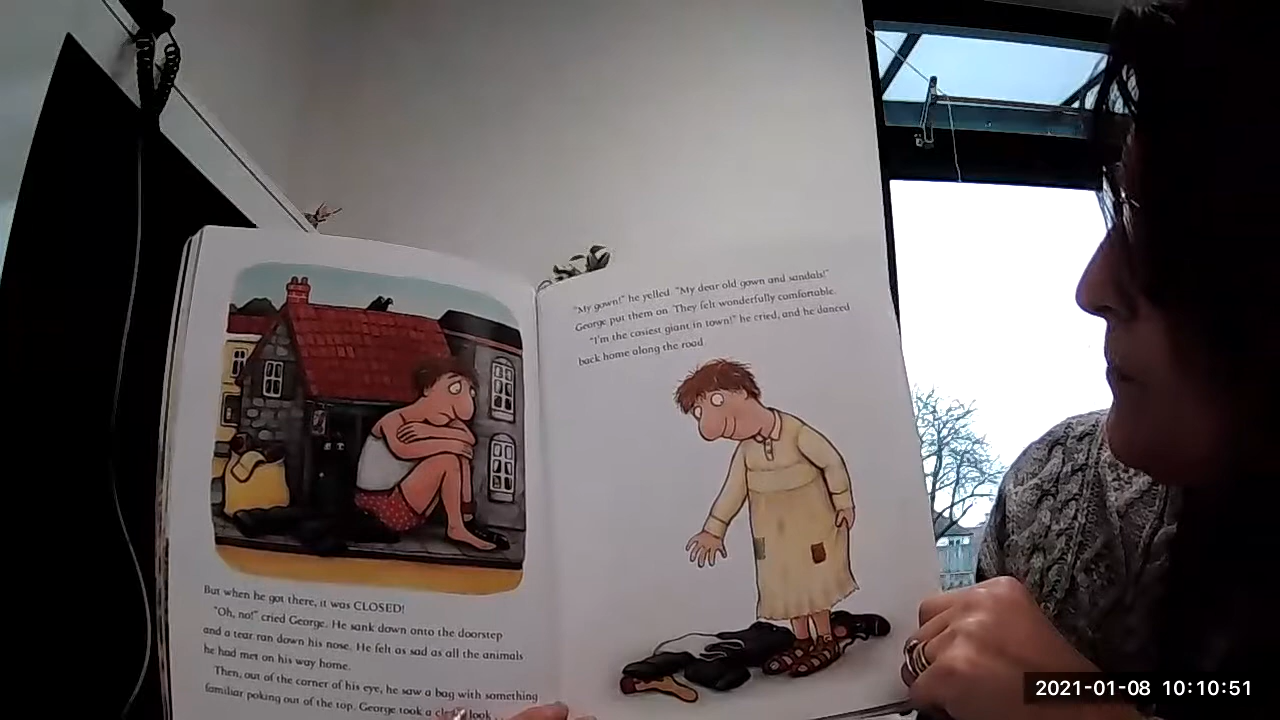 But when he got there, it was CLOSED!
"Oh, no!" cried George. He sank down onto the doorstep
and a tear ran down his nose. He felt as sad as all the animals
he had met on his way home.
Then, out of the corner of his eye, he saw a bag with something
familiar poking out of the top. George took a look
"My gown!" he yelled. "My dear old gown and sandals!"
George put them on. They felt wonderfully comfortable.
"I'm the cosiest giant in town!" he cried, and he danced
back home along the road.
2021-01-08 10:10:51